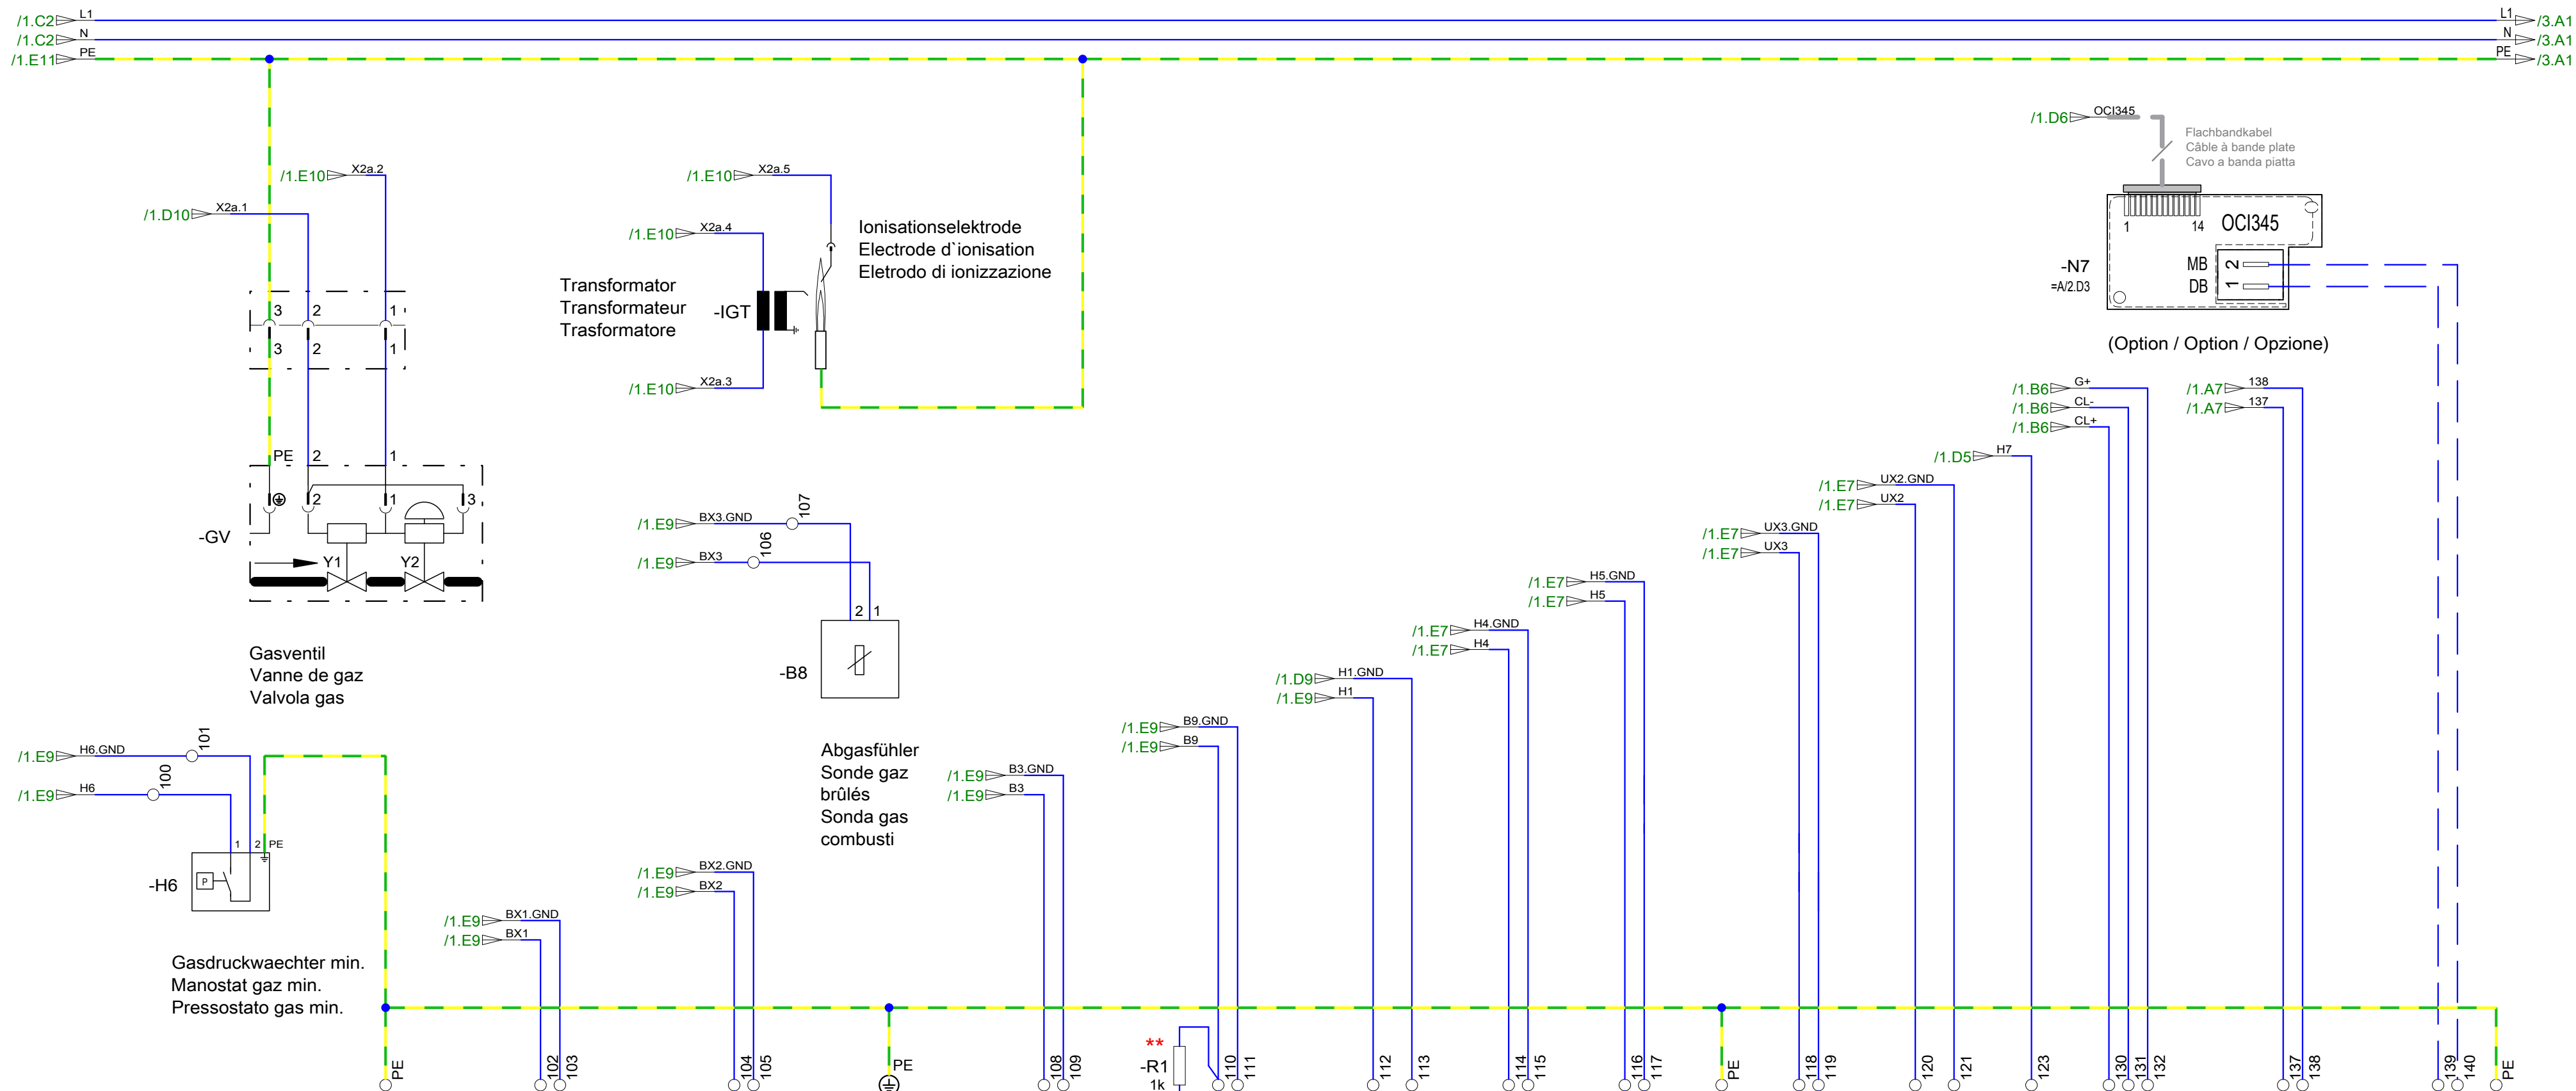 /1.C2 L1 L1 /3.A1
/1.C2 N N /3.A1
/1.E11 PE PE /3.A1
/1.D6 OCI345
Flachbandkabel
Câble à bande plate
Cavo a banda piatta
/1.E10 X2a.2
/1.D10 X2a.1
/1.E10 X2a.5
/1.E10 X2a.4
Ionisationselektrode
Electrode d`ionisation
Eletrodo di ionizzazione
Transformator
Transformateur
Trasformatore
-IGT
/1.E10 X2a.3
1 14 OCI345
-N7
=A/2.D3
MB 2
DB 1
(Option / Option / Opzione)
3 2 1
3 2 1
PE 2 1
2 1 3
-GV
Y1 Y2
Gasventil
Vanne de gaz
Valvola gas
/1.B6 G+
/1.B6 CL-
/1.B6 CL+
/1.A7 138
/1.A7 137
/1.D5 H7
/1.E7 UX2.GND
/1.E7 UX2
/1.E7 UX3.GND
/1.E7 UX3
/1.E7 H5.GND
/1.E7 H5
/1.E7 H4.GND
/1.E7 H4
/1.D9 H1.GND
/1.E9 H1
/1.E9 B9.GND
/1.E9 B9
/1.E9 B3.GND
/1.E9 B3
/1.E9 BX3.GND 107
/1.E9 BX3 106
2 1
-B8
Abgasfühler
Sonde gaz
brûlés
Sonda gas
combusti
/1.E9 H6.GND 101
/1.E9 H6 100
1 2 PE
-H6
P
Gasdruckwaechter min.
Manostat gaz min.
Pressostato gas min.
/1.E9 BX2.GND
/1.E9 BX2
/1.E9 BX1.GND
/1.E9 BX1
**
-R1
1k
PE 102 103 104 105 PE 108 109 110 111 112 113 114 115 116 117 PE 118 119 120 121 123 130 131 132 137 138 139 140 PE